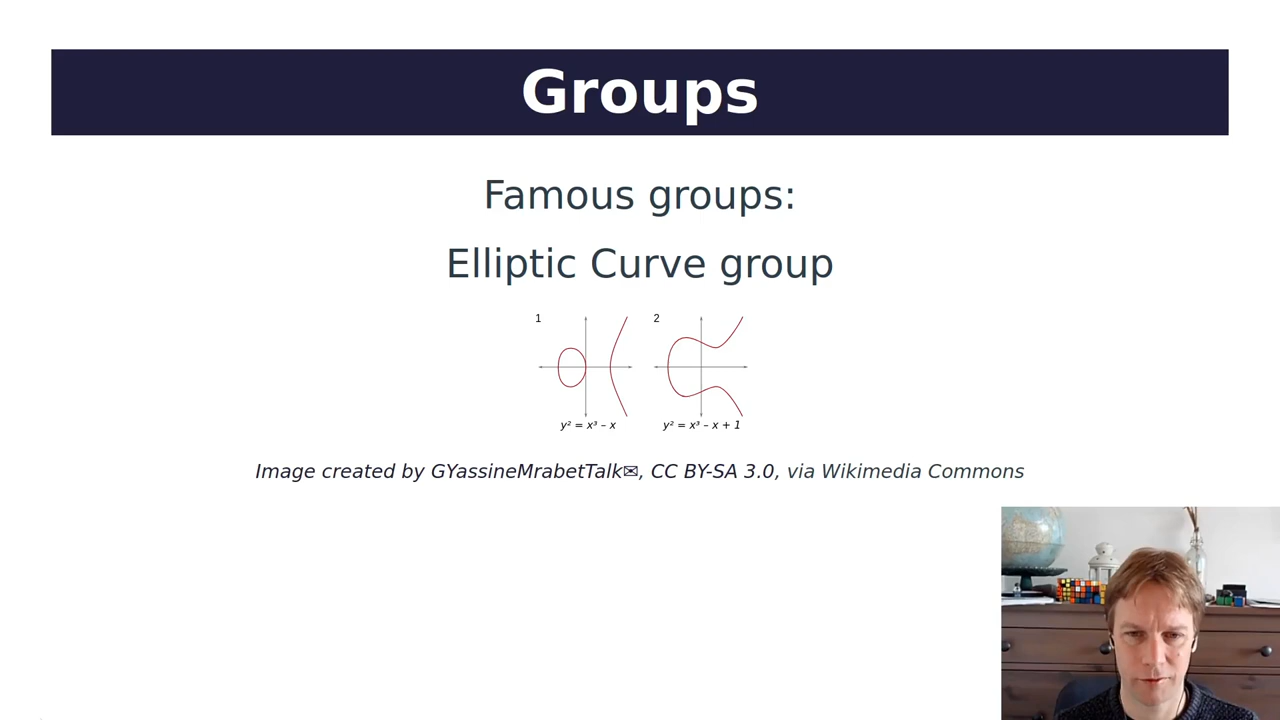 Groups
Famous groups:
Elliptic Curve group
1
2
y² = x³ – x
y² = x³ – x + 1
Image created by GYassineMrabetTalk✉, CC BY-SA 3.0, via Wikimedia Commons